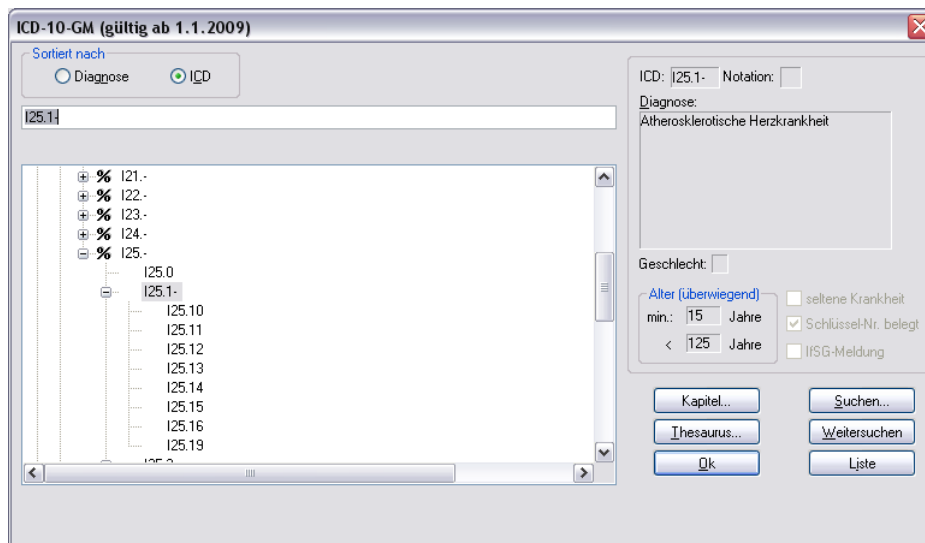 ICD-10-GM (gültig ab 1.1.2009)
Sortiert nach
Diagnose
ICD
I25.1-
% I21.-
% I22.-
% I23.-
% I24.-
% I25.-
I25.0
I25.1-
I25.10
I25.11
I25.12
I25.13
I25.14
I25.15
I25.16
I25.19
ICD: I25.1- Notation:
Diagnose:
Atherosklerotische Herzkrankheit
Geschlecht:
Alter (überwiegend)
min.: 15 Jahre
< 125 Jahre
seltene Krankheit
Schlüssel-Nr. belegt
IfSG-Meldung
Kapitel...
Suchen...
Thesaurus...
Weitersuchen
Ok
Liste